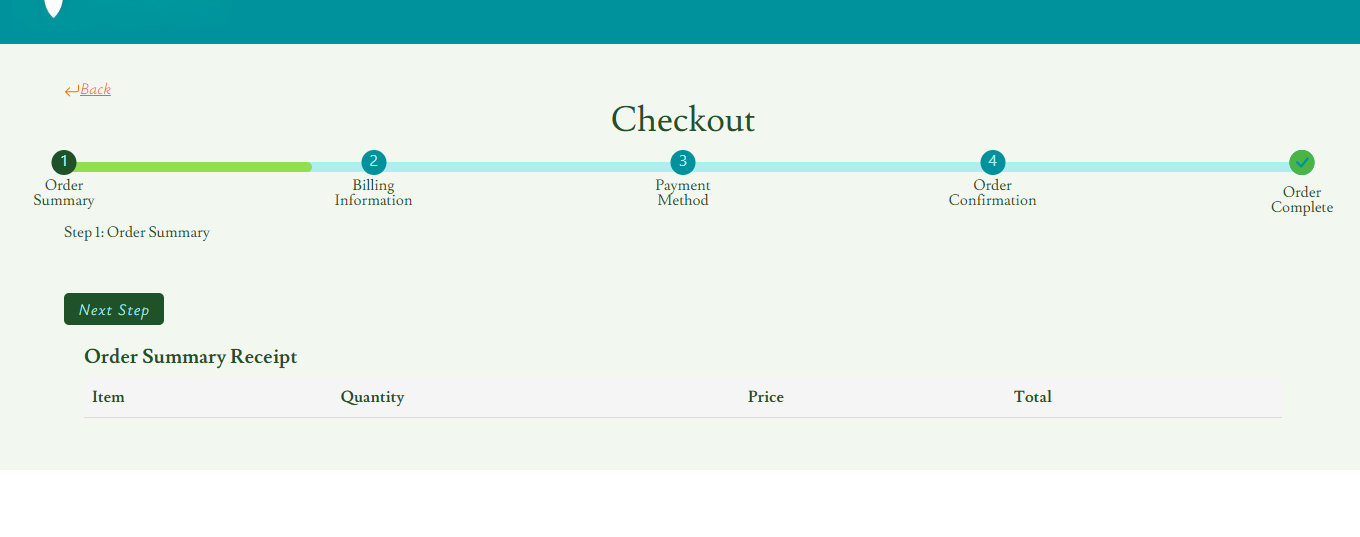 Back
Checkout
1 2 3 4
Order Billing Payment Order Order
Summary Information Method Confirmation Complete
Step 1: Order Summary
Next Step
Order Summary Receipt
Item Quantity Price Total